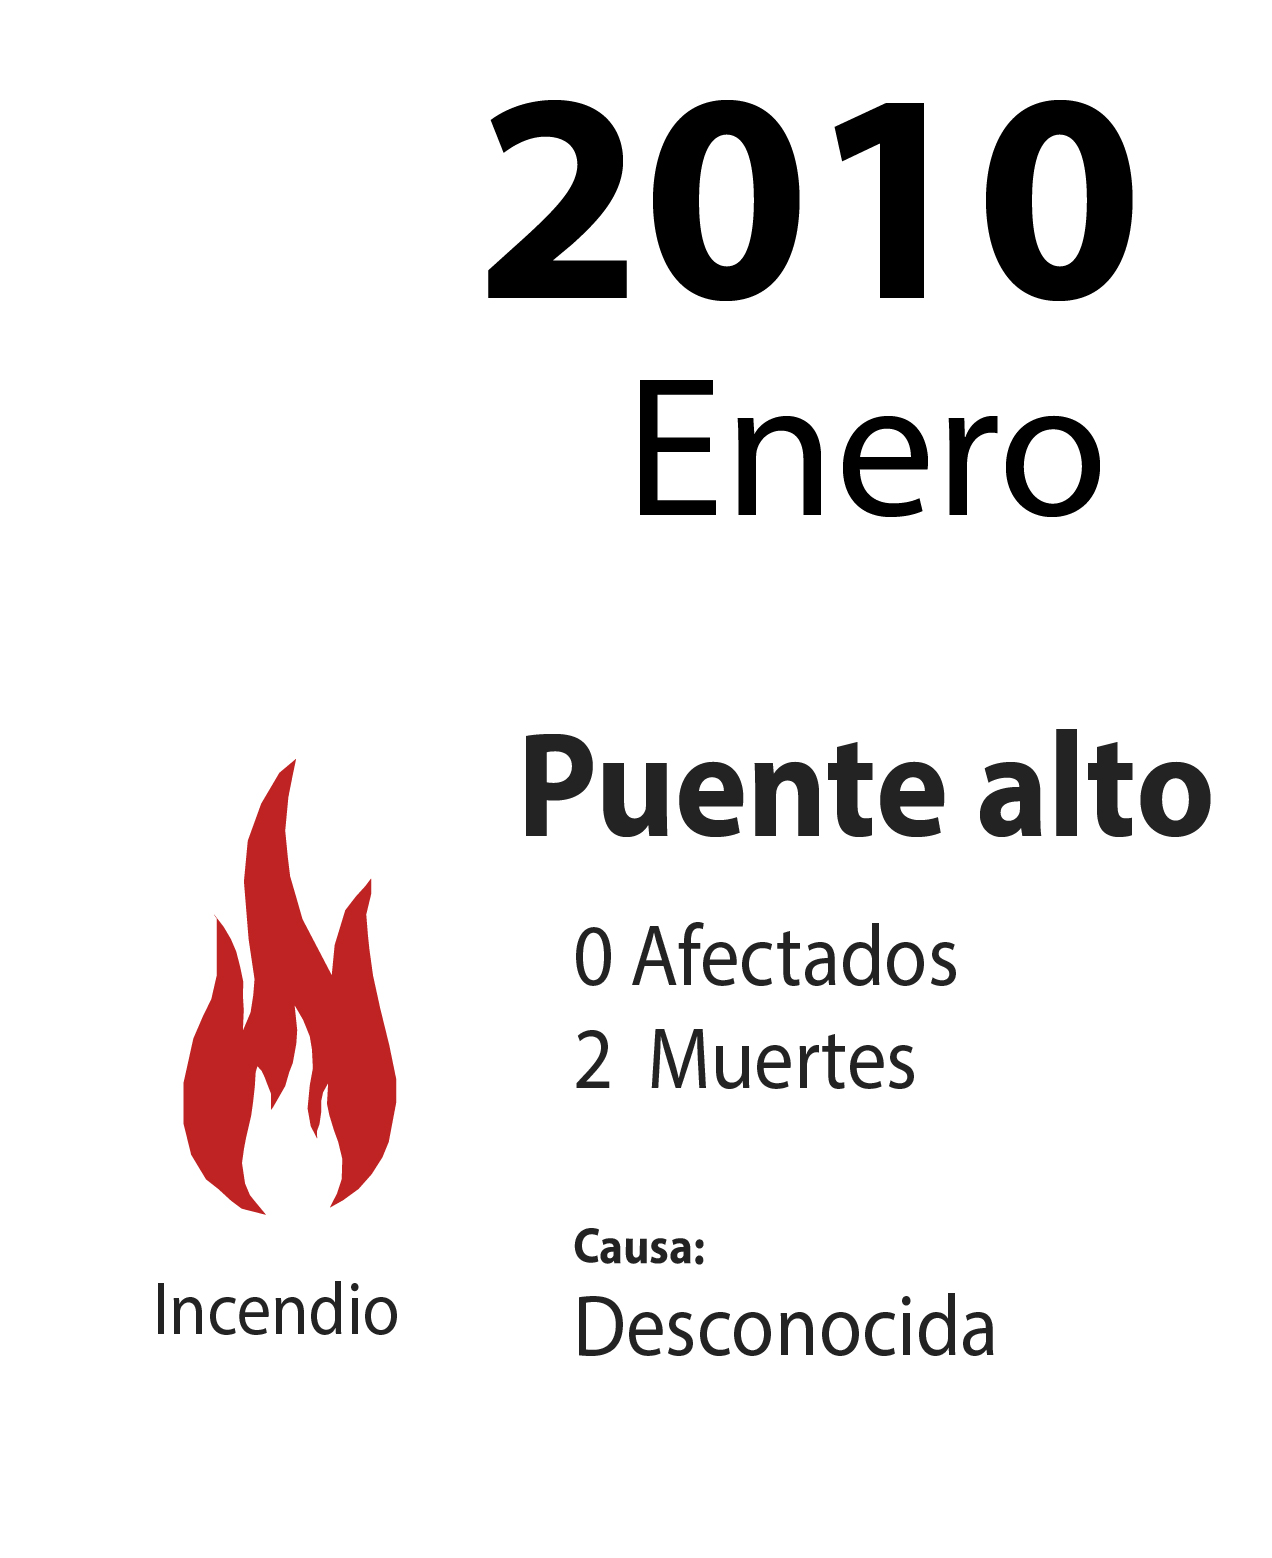 2010
Enero
Puente alto
0 Afectados
2 Muertes
Causa:
Desconocida
Incendio